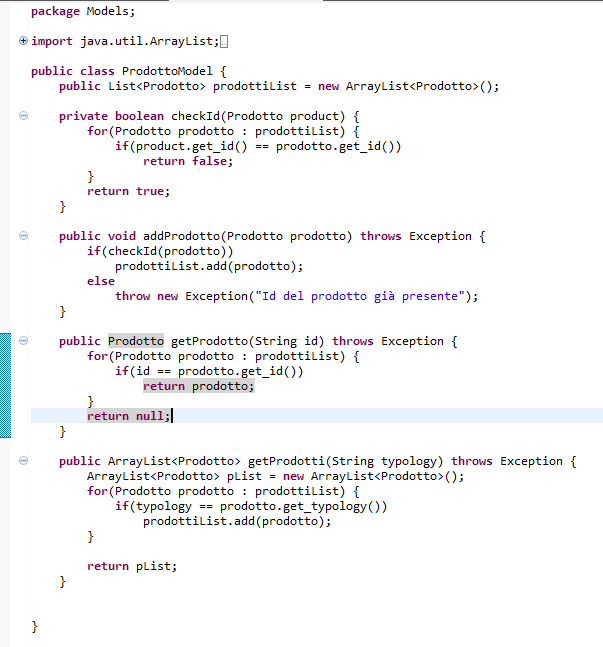 package Models;
import java.util.ArrayList;
public class ProdottoModel {
    public List<Prodotto> prodottiList = new ArrayList<Prodotto>();
    private boolean checkId(Prodotto product) {
        for(Prodotto prodotto : prodottiList) {
            if(product.get_id() == prodotto.get_id())
                return false;
        }
        return true;
    }
    public void addProdotto(Prodotto prodotto) throws Exception {
        if(checkId(prodotto))
            prodottiList.add(prodotto);
        else
            throw new Exception("Id del prodotto già presente");
    }
    public Prodotto getProdotto(String id) throws Exception {
        for(Prodotto prodotto : prodottiList) {
            if(id == prodotto.get_id())
                return prodotto;
        }
        return null;
    }
    public ArrayList<Prodotto> getProdotti(String typology) throws Exception {
        ArrayList<Prodotto> pList = new ArrayList<Prodotto>();
        for(Prodotto prodotto : prodottiList) {
            if(typology == prodotto.get_typology())
                prodottiList.add(prodotto);
        }
        return pList;
    }
}